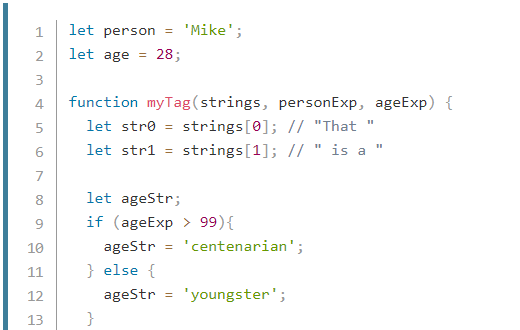 1 let person = 'Mike';
2 let age = 28;
3
4 function myTag(strings, personExp, ageExp) {
5   let str0 = strings[0]; // "That "
6   let str1 = strings[1]; // " is a "
7
8   let ageStr;
9   if (ageExp > 99){
10     ageStr = 'centenarian';
11   } else {
12     ageStr = 'youngster';
13   }